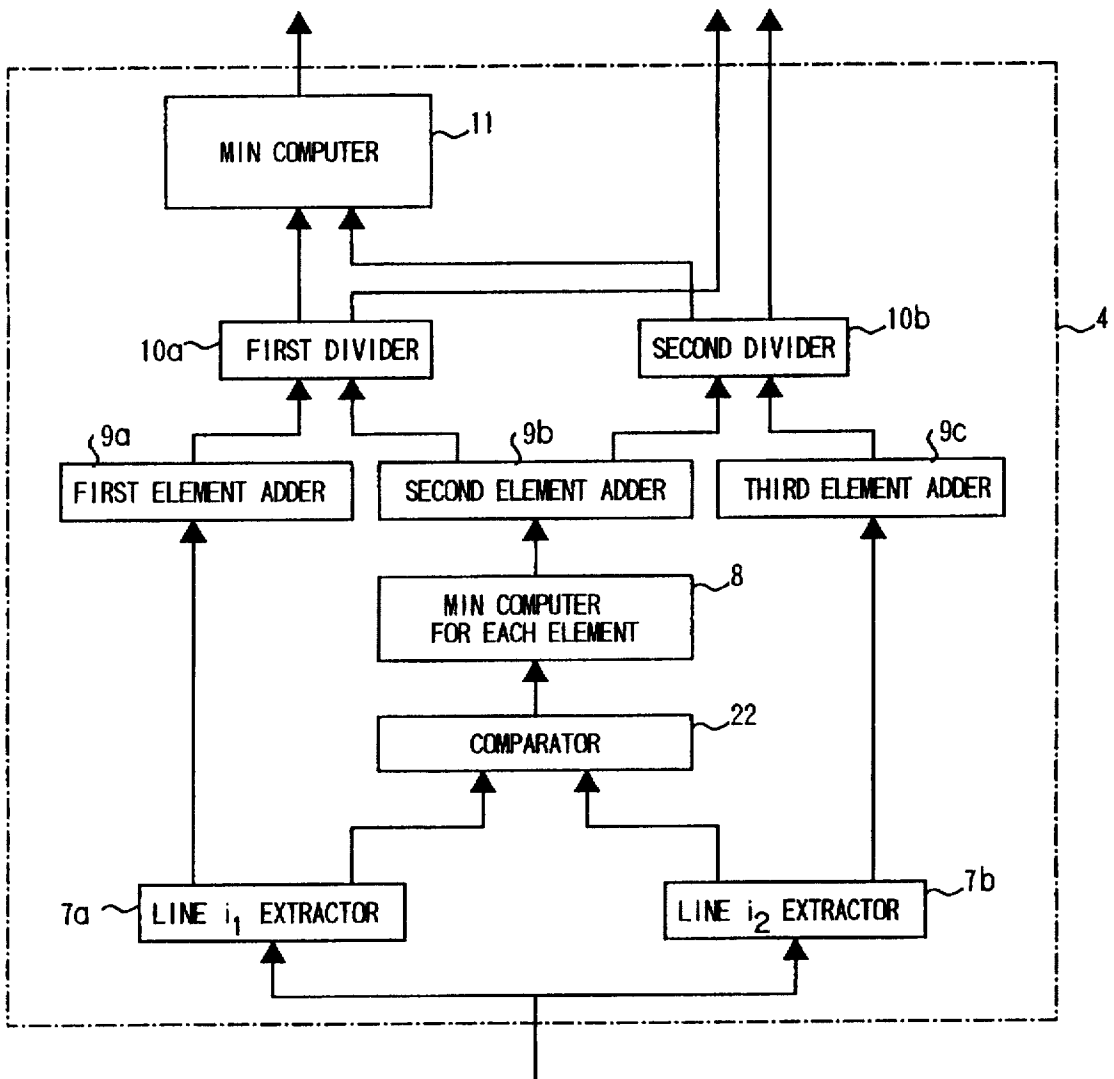 MIN COMPUTER
11
10a
FIRST DIVIDER
SECOND DIVIDER
10b
4
9a
9b
9c
FIRST ELEMENT ADDER
SECOND ELEMENT ADDER
THIRD ELEMENT ADDER
8
MIN COMPUTER
FOR EACH ELEMENT
22
COMPARATOR
7a
LINE i1 EXTRACTOR
LINE i2 EXTRACTOR
7b